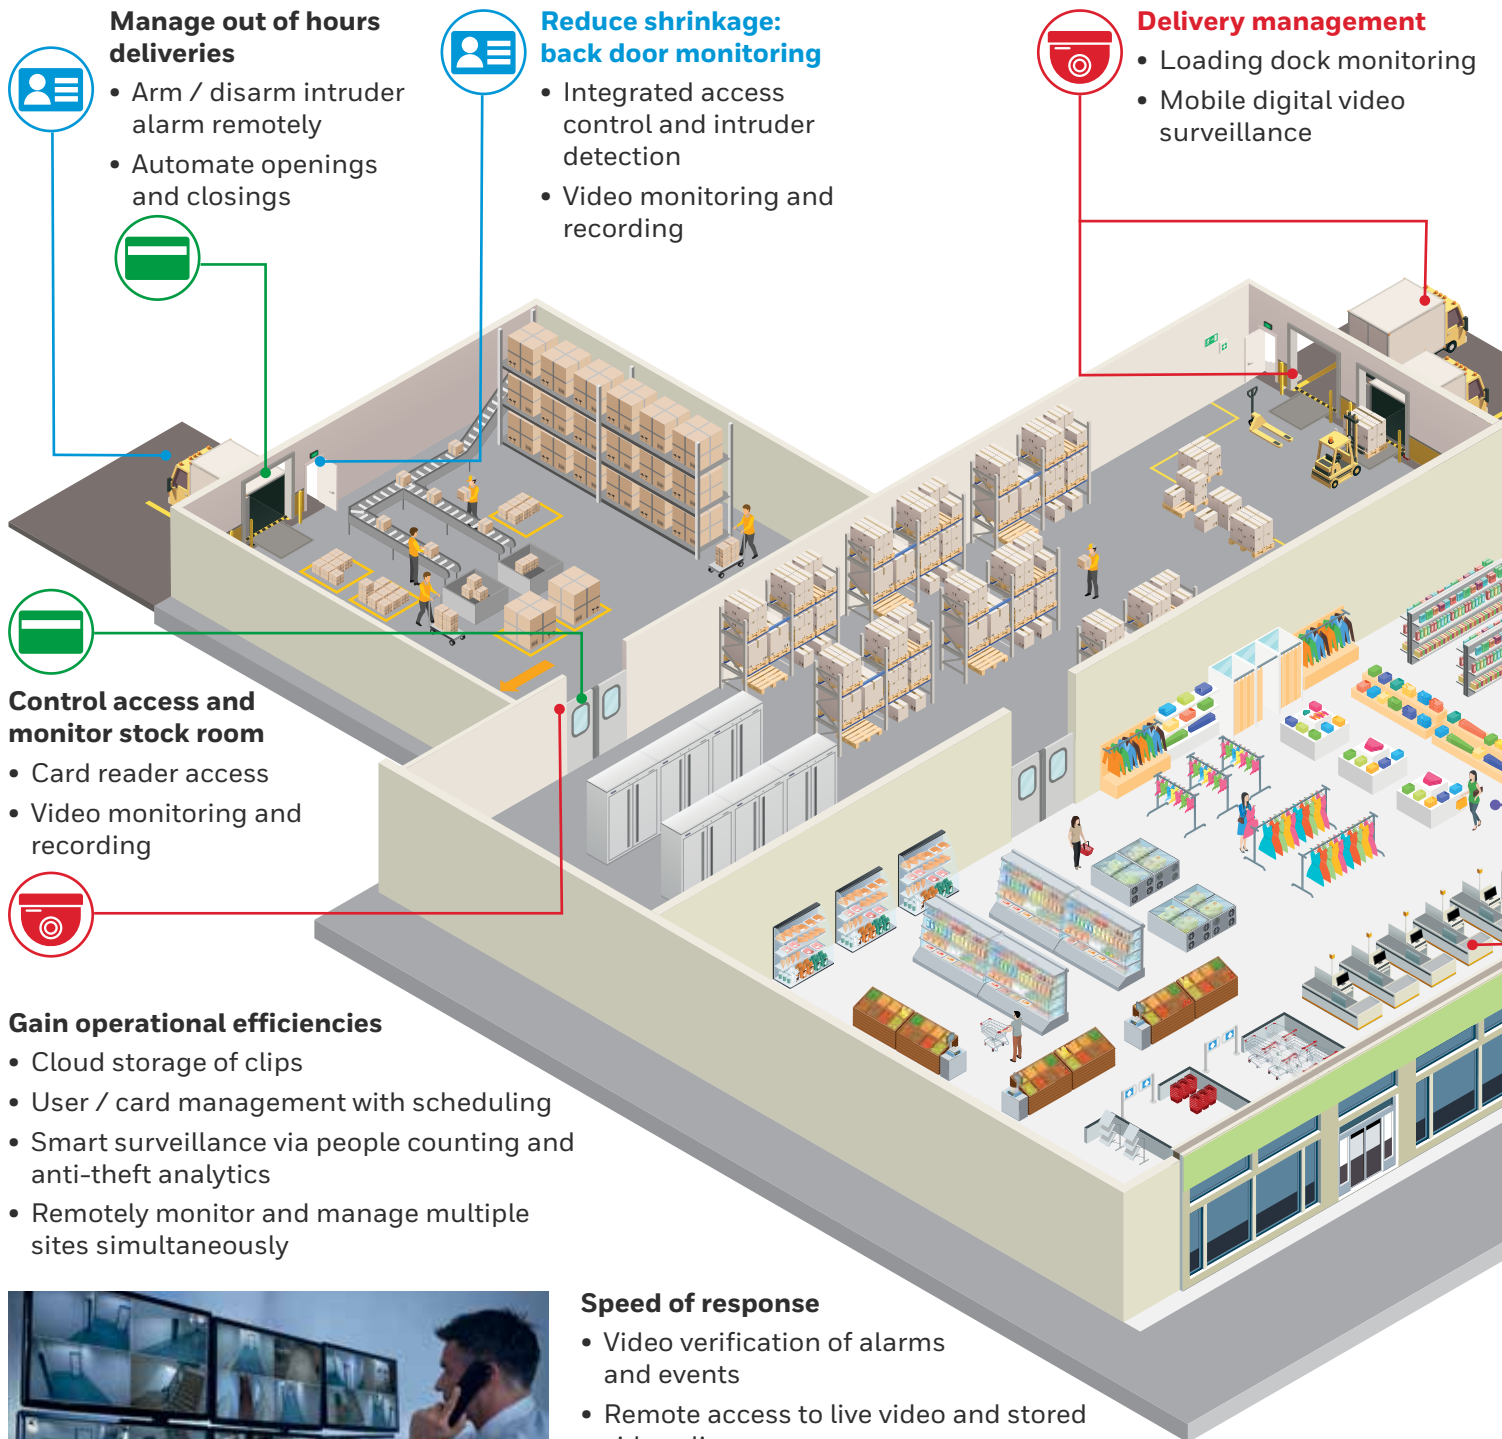 Manage out of hours
deliveries
• Arm / disarm intruder
alarm remotely
• Automate openings
and closings
Reduce shrinkage:
back door monitoring
• Integrated access
control and intruder
detection
• Video monitoring and
recording
Delivery management
• Loading dock monitoring
• Mobile digital video
surveillance
Control access and
monitor stock room
• Card reader access
• Video monitoring and
recording
Gain operational efficiencies
• Cloud storage of clips
• User / card management with scheduling
• Smart surveillance via people counting and
anti-theft analytics
• Remotely monitor and manage multiple
sites simultaneously
Speed of response
• Video verification of alarms
and events
• Remote access to live video and stored